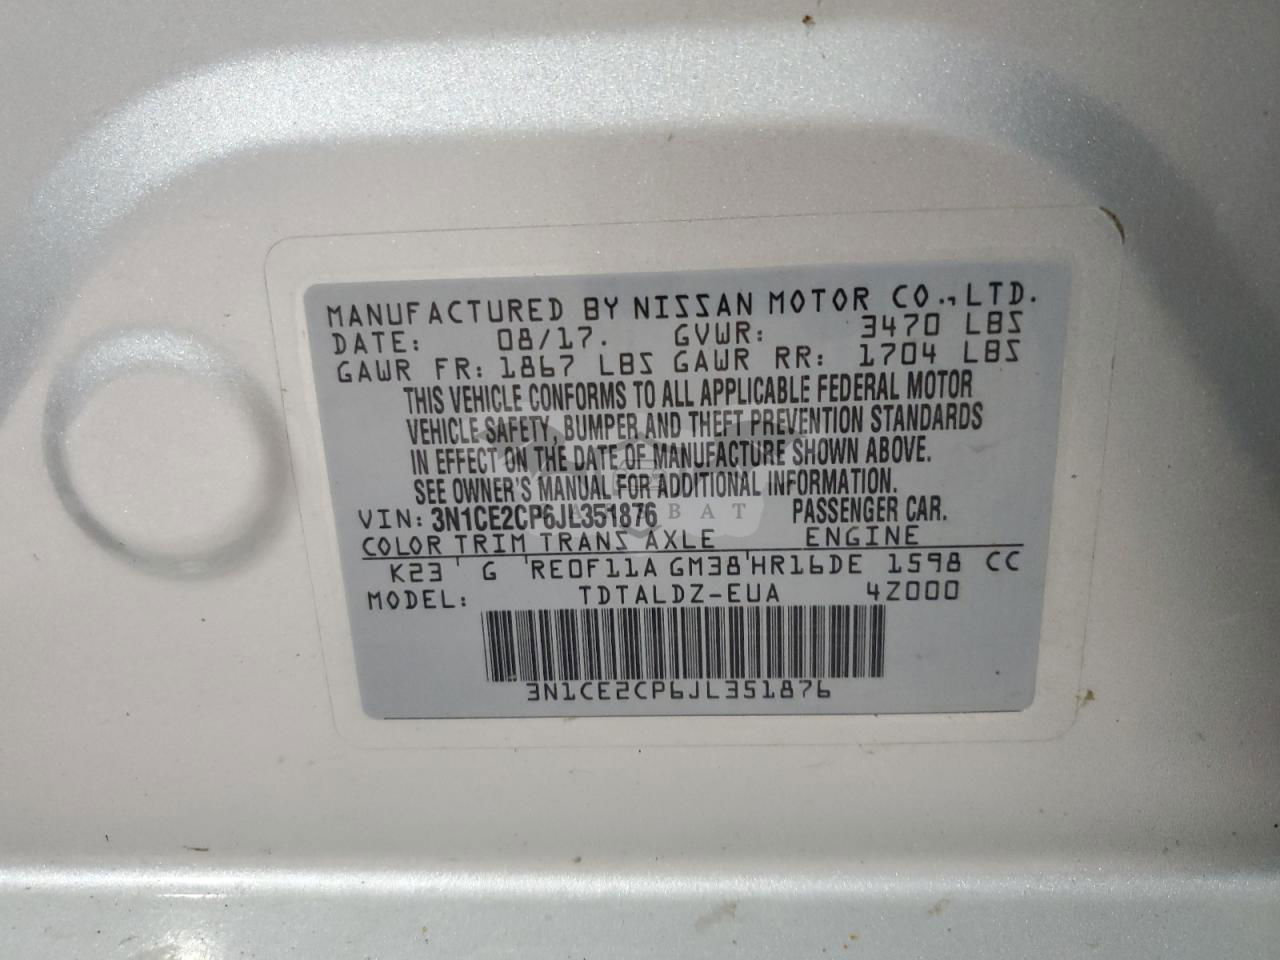 MANUFACTURED BY NISSAN MOTOR CO., LTD.
DATE: 08/17. GVWR: 3470 LBS
GAWR FR: 1867 LBS GAWR RR: 1704 LBS
THIS VEHICLE CONFORMS TO ALL APPLICABLE FEDERAL MOTOR
VEHICLE SAFETY, BUMPER AND THEFT PREVENTION STANDARDS
IN EFFECT ON THE DATE OF MANUFACTURE SHOWN ABOVE.
SEE OWNER'S MANUAL FOR ADDITIONAL INFORMATION.
VIN: 3N1CE2CP6JL351876 PASSENGER CAR.
COLOR TRIM TRANS AXLE ENGINE
K23 ' G 'RE0F11A GM38'HR16DE 1598 CC
MODEL: TDTALDZ-EUA 4Z000
3N1CE2CP6JL351876